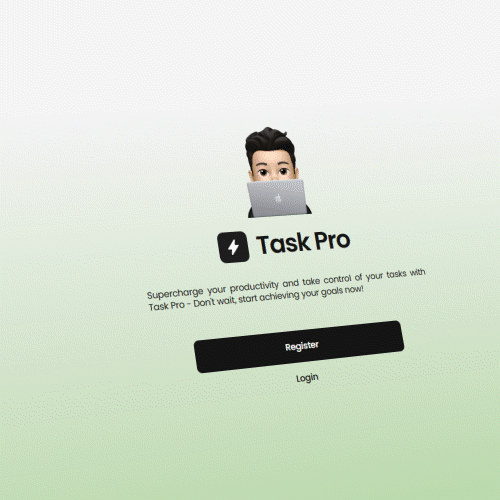 Task Pro
Supercharge your productivity and take control of your tasks with
Task Pro - Don't wait, start achieving your goals now!
Register
Login